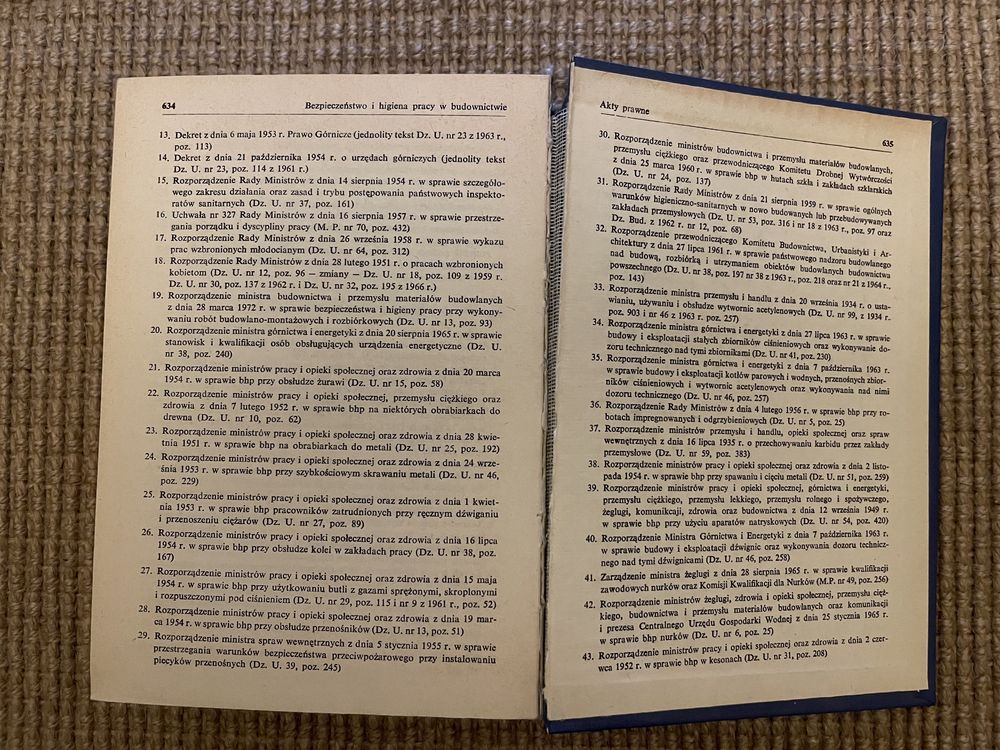 634 Bezpieczeństwo i higiena pracy w budownictwie
13. Dekret z dnia 6 maja 1953 r. Prawo Górnicze (jednolity tekst Dz. U. nr 23 z 1963 r.,
poz. 113)
14. Dekret z dnia 21 października 1954 r. o urzędach górniczych (jednolity tekst
Dz. U. nr 23, poz. 114 z 1961 r.)
15. Rozporządzenie Rady Ministrów z dnia 14 sierpnia 1954 r. w sprawie szczegóło-
wego zakresu działania oraz zasad i trybu postępowania państwowych inspekto-
ratów sanitarnych (Dz. U. nr 37, poz. 161)
16. Uchwała nr 327 Rady Ministrów z dnia 16 sierpnia 1957 r. w sprawie przestrze-
gania porządku i dyscypliny pracy (M. P. nr 70, poz. 432)
17. Rozporządzenie Rady Ministrów z dnia 26 września 1958 r. w sprawie wykazu
prac wzbronionych młodocianym (Dz. U. nr 64, poz. 312)
18. Rozporządzenie Rady Ministrów z dnia 28 lutego 1951 r. o pracach wzbronionych
kobietom (Dz. U. nr 12, poz. 96 — zmiany — Dz. U. nr 18, poz. 109 z 1959 r.
Dz. U. nr 30, poz. 137 z 1962 r. i Dz. U. nr 32, poz. 195 z 1966 r.)
19. Rozporządzenie ministra budownictwa i przemysłu materiałów budowlanych
z dnia 28 marca 1972 r. w sprawie bezpieczeństwa i higieny pracy przy wykony-
waniu robót budowlano-montażowych i rozbiórkowych (Dz. U. nr 13, poz. 93)
20. Rozporządzenie ministra górnictwa i energetyki z dnia 20 sierpnia 1965 r. w sprawie
stanowisk i kwalifikacji osób obsługujących urządzenia energetyczne (Dz. U.
nr 38, poz. 240)
21. Rozporządzenie ministrów pracy i opieki społecznej oraz zdrowia z dnia 20 marca
1954 r. w sprawie bhp przy obsłudze żurawi (Dz. U. nr 15, poz. 58)
22. Rozporządzenie ministrów pracy i opieki społecznej, przemysłu ciężkiego oraz
zdrowia z dnia 7 lutego 1952 r. w sprawie bhp na niektórych obrabiarkach do
drewna (Dz. U. nr 10, poz. 62)
23. Rozporządzenie ministrów pracy i opieki społecznej oraz zdrowia z dnia 28 kwie-
tnia 1951 r. w sprawie bhp na obrabiarkach do metali (Dz. U. nr 25, poz. 192)
24. Rozporządzenie ministrów pracy i opieki społecznej oraz zdrowia z dnia 24 wrze-
śnia 1953 r. w sprawie bhp przy szybkościowym skrawaniu metali (Dz. U. nr 46,
poz. 229)
25. Rozporządzenie ministrów pracy i opieki społecznej oraz zdrowia z dnia 1 kwiet-
nia 1953 r. w sprawie bhp pracowników zatrudnionych przy ręcznym dźwiganiu
i przenoszeniu ciężarów (Dz. U. nr 27, poz. 89)
26. Rozporządzenie ministrów pracy i opieki społecznej oraz zdrowia z dnia 16 lipca
1954 r. w sprawie bhp przy obsłudze kolei w zakładach pracy (Dz. U. nr 38, poz.
167)
27. Rozporządzenie ministrów pracy i opieki społecznej oraz zdrowia z dnia 15 maja
1954 r. w sprawie bhp przy użytkowaniu butli z gazami sprężonymi, skroplonymi
i rozpuszczonymi pod ciśnieniem (Dz. U. nr 29, poz. 115 i nr 9 z 1961 r., poz. 52)
28. Rozporządzenie ministrów pracy i opieki społecznej oraz zdrowia z dnia 19 mar-
ca 1954 r. w sprawie bhp przy obsłudze przenośników (Dz. U. nr 13, poz. 51)
29. Rozporządzenie ministra spraw wewnętrznych z dnia 5 stycznia 1955 r. w sprawie
przestrzegania warunków bezpieczeństwa przeciwpożarowego przy instalowaniu
piecyków przenośnych (Dz. U. 39, poz. 245)
Akty prawne 635
30. Rozporządzenie ministrów budownictwa i przemysłu materiałów budowlanych,
przemysłu ciężkiego oraz przewodniczącego Komitetu Drobnej Wytwórczości
z dnia 25 marca 1960 r. w sprawie bhp w hutach szkła i zakładach szklarskich
(Dz. U. nr 24, poz. 137)
31. Rozporządzenie Rady Ministrów z dnia 21 sierpnia 1959 r. w sprawie ogólnych
warunków higieniczno-sanitarnych w nowo budowanych lub przebudowywanych
zakładach przemysłowych (Dz. U. nr 53, poz. 316 i nr 18 z 1963 r., poz. 97 oraz
Dz. Bud. z 1962 r. nr 12, poz. 68)
32. Rozporządzenie przewodniczącego Komitetu Budownictwa, Urbanistyki i Ar-
chitektury z dnia 27 lipca 1961 r. w sprawie państwowego nadzoru budowlanego
nad budową, rozbiórką i utrzymaniem obiektów budowlanych budownictwa
powszechnego (Dz. U. nr 38, poz. 197 nr 38 z 1963 r., poz. 218 oraz nr 21 z 1964 r.,
poz. 143)
33. Rozporządzenie ministra przemysłu i handlu z dnia 20 września 1934 r. o usta-
wianiu, używaniu i obsłudze wytwornic acetylenowych (Dz. U. nr 99, z 1934 r.
poz. 903 i nr 46 z 1963 r. poz. 257)
34. Rozporządzenie ministra górnictwa i energetyki z dnia 27 lipca 1963 r. w sprawie
budowy i eksploatacji stałych zbiorników ciśnieniowych oraz wykonywanie do-
zoru technicznego nad tymi zbiornikami (Dz. U. nr 41, poz. 230)
35. Rozporządzenie ministra górnictwa i energetyki z dnia 7 października 1963 r.
w sprawie budowy i eksploatacji kotłów parowych i wodnych, przenośnych zbior-
ników ciśnieniowych i wytwornic acetylenowych oraz wykonywania nad nimi
dozoru technicznego (Dz. U. nr 46, poz. 257)
36. Rozporządzenie Rady Ministrów z dnia 4 lutego 1956 r. w sprawie bhp przy ro-
botach impregnowanych i odgrzybieniowych (Dz. U. nr 5, poz. 25)
37. Rozporządzenie ministrów przemysłu i handlu, opieki społecznej oraz spraw
wewnętrznych z dnia 16 lipca 1935 r. o przechowywaniu karbidu przez zakłady
przemysłowe (Dz. U. nr 59, poz. 383)
38. Rozporządzenie ministrów pracy i opieki społecznej oraz zdrowia z dnia 2 listo-
pada 1954 r. w sprawie bhp przy spawaniu i cięciu metali (Dz. U. nr 51, poz. 259)
39. Rozporządzenie ministrów pracy i opieki społecznej, górnictwa i energetyki,
przemysłu ciężkiego, przemysłu lekkiego, przemysłu rolnego i spożywczego,
żeglugi, komunikacji, zdrowia oraz budownictwa z dnia 12 września 1949 r.
w sprawie bhp przy użyciu aparatów natryskowych (Dz. U. nr 54, poz. 420)
40. Rozporządzenie Ministra Górnictwa i Energetyki z dnia 7 października 1963 r.
w sprawie budowy i eksploatacji dźwignic oraz wykonywania dozoru technicz-
nego nad tymi dźwignicami (Dz. U. nr 46, poz. 258)
41. Zarządzenie ministra żeglugi z dnia 28 sierpnia 1965 r. w sprawie kwalifikacji
zawodowych nurków oraz Komisji Kwalifikacji dla Nurków (M.P. nr 49, poz. 256)
42. Rozporządzenie ministrów żeglugi, zdrowia i opieki społecznej, przemysłu cięż-
kiego, budownictwa i przemysłu materiałów budowlanych oraz komunikacji
i prezesa Centralnego Urzędu Gospodarki Wodnej z dnia 25 stycznia 1965 r.
w sprawie bhp nurków (Dz. U. nr 6, poz. 25)
43. Rozporządzenie ministrów pracy i opieki społecznej oraz zdrowia z dnia 2 czer-
wca 1952 r. w sprawie bhp w kesonach (Dz. U. nr 31, poz. 208)